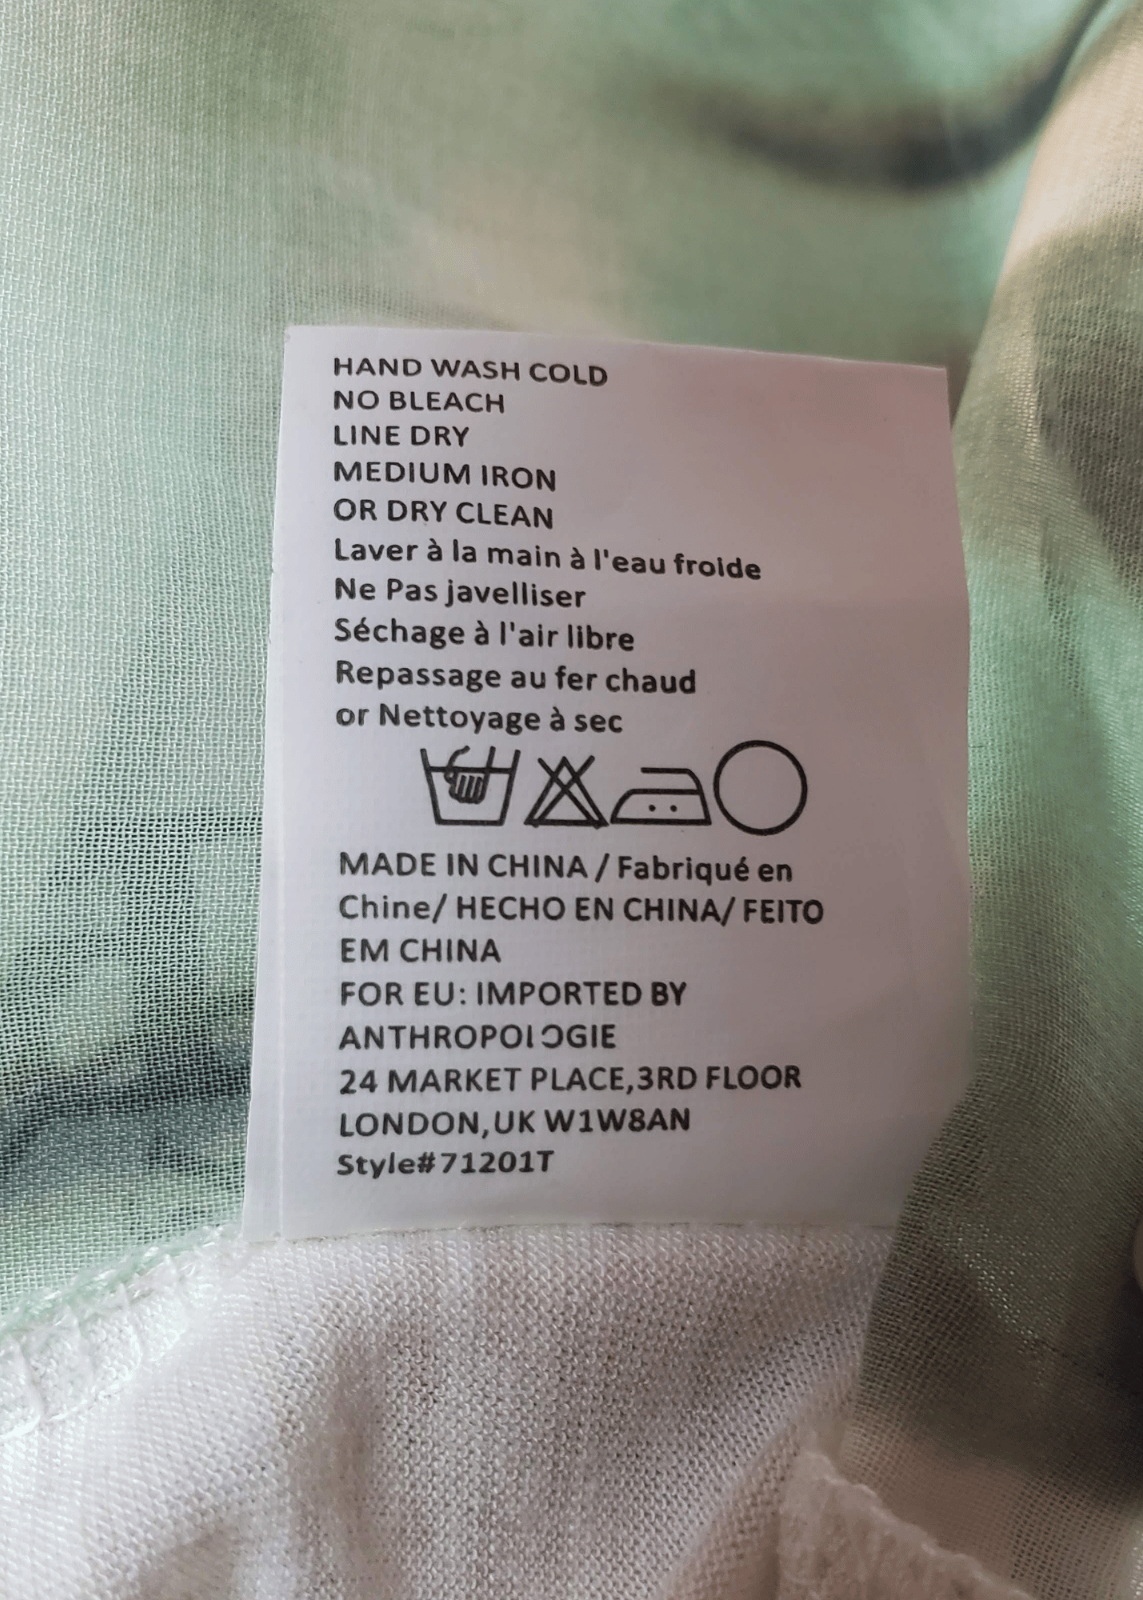 HAND WASH COLD
NO BLEACH
LINE DRY
MEDIUM IRON
OR DRY CLEAN
Laver à la main à l'eau froide
Ne Pas javelliser
Séchage à l'air libre
Repassage au fer chaud
or Nettoyage à sec
MADE IN CHINA / Fabriqué en
Chine/ HECHO EN CHINA/ FEITO
EM CHINA
FOR EU: IMPORTED BY
ANTHROPOLOGIE
24 MARKET PLACE,3RD FLOOR
LONDON,UK W1W8AN
Style#71201T